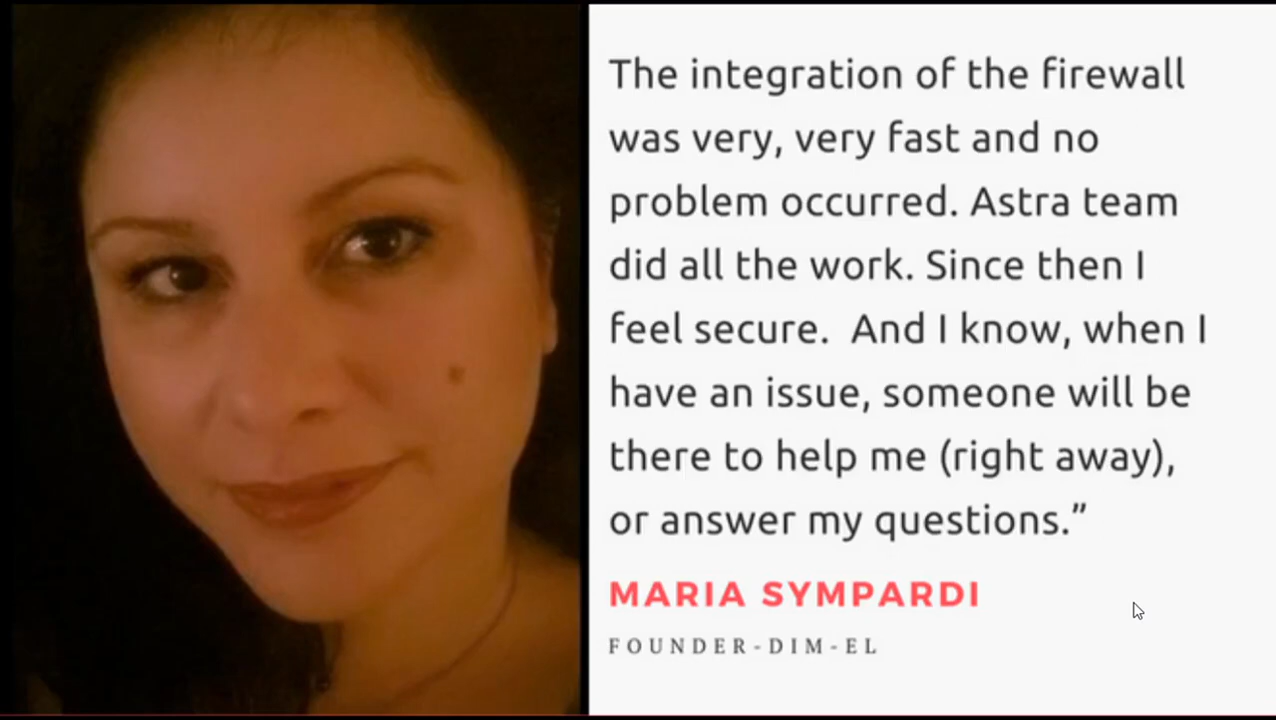 The integration of the firewall
was very, very fast and no
problem occurred. Astra team
did all the work. Since then I
feel secure.  And I know, when I
have an issue, someone will be
there to help me (right away),
or answer my questions.”
MARIA SYMPARDI
FOUNDER-DIM-EL